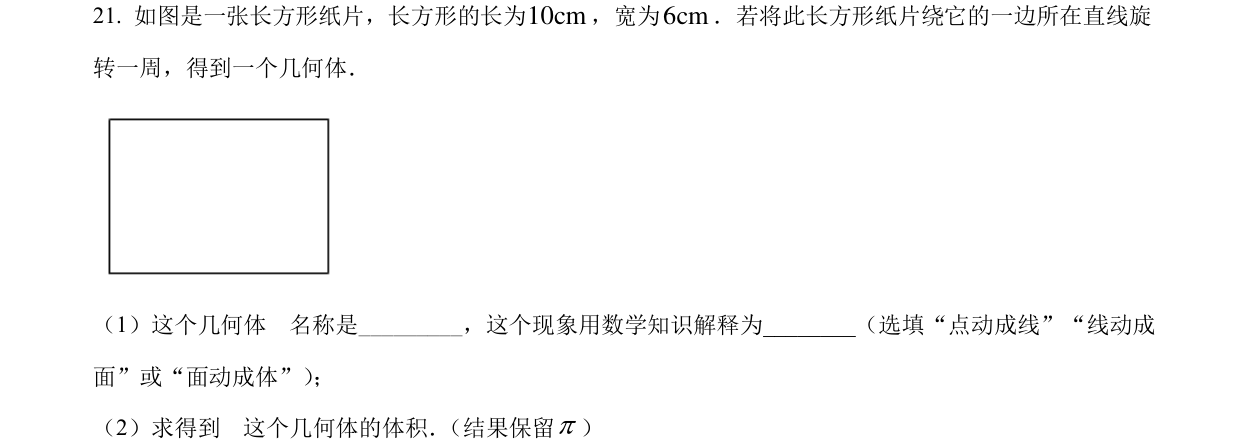 21. 如图是一张长方形纸片，长方形的长为10cm，宽为6cm．若将此长方形纸片绕它的一边所在直线旋
转一周，得到一个几何体．
（1）这个几何体　名称是_________，这个现象用数学知识解释为________（选填“点动成线”“线动成
面”或“面动成体”）；
（2）求得到　这个几何体的体积．（结果保留π）